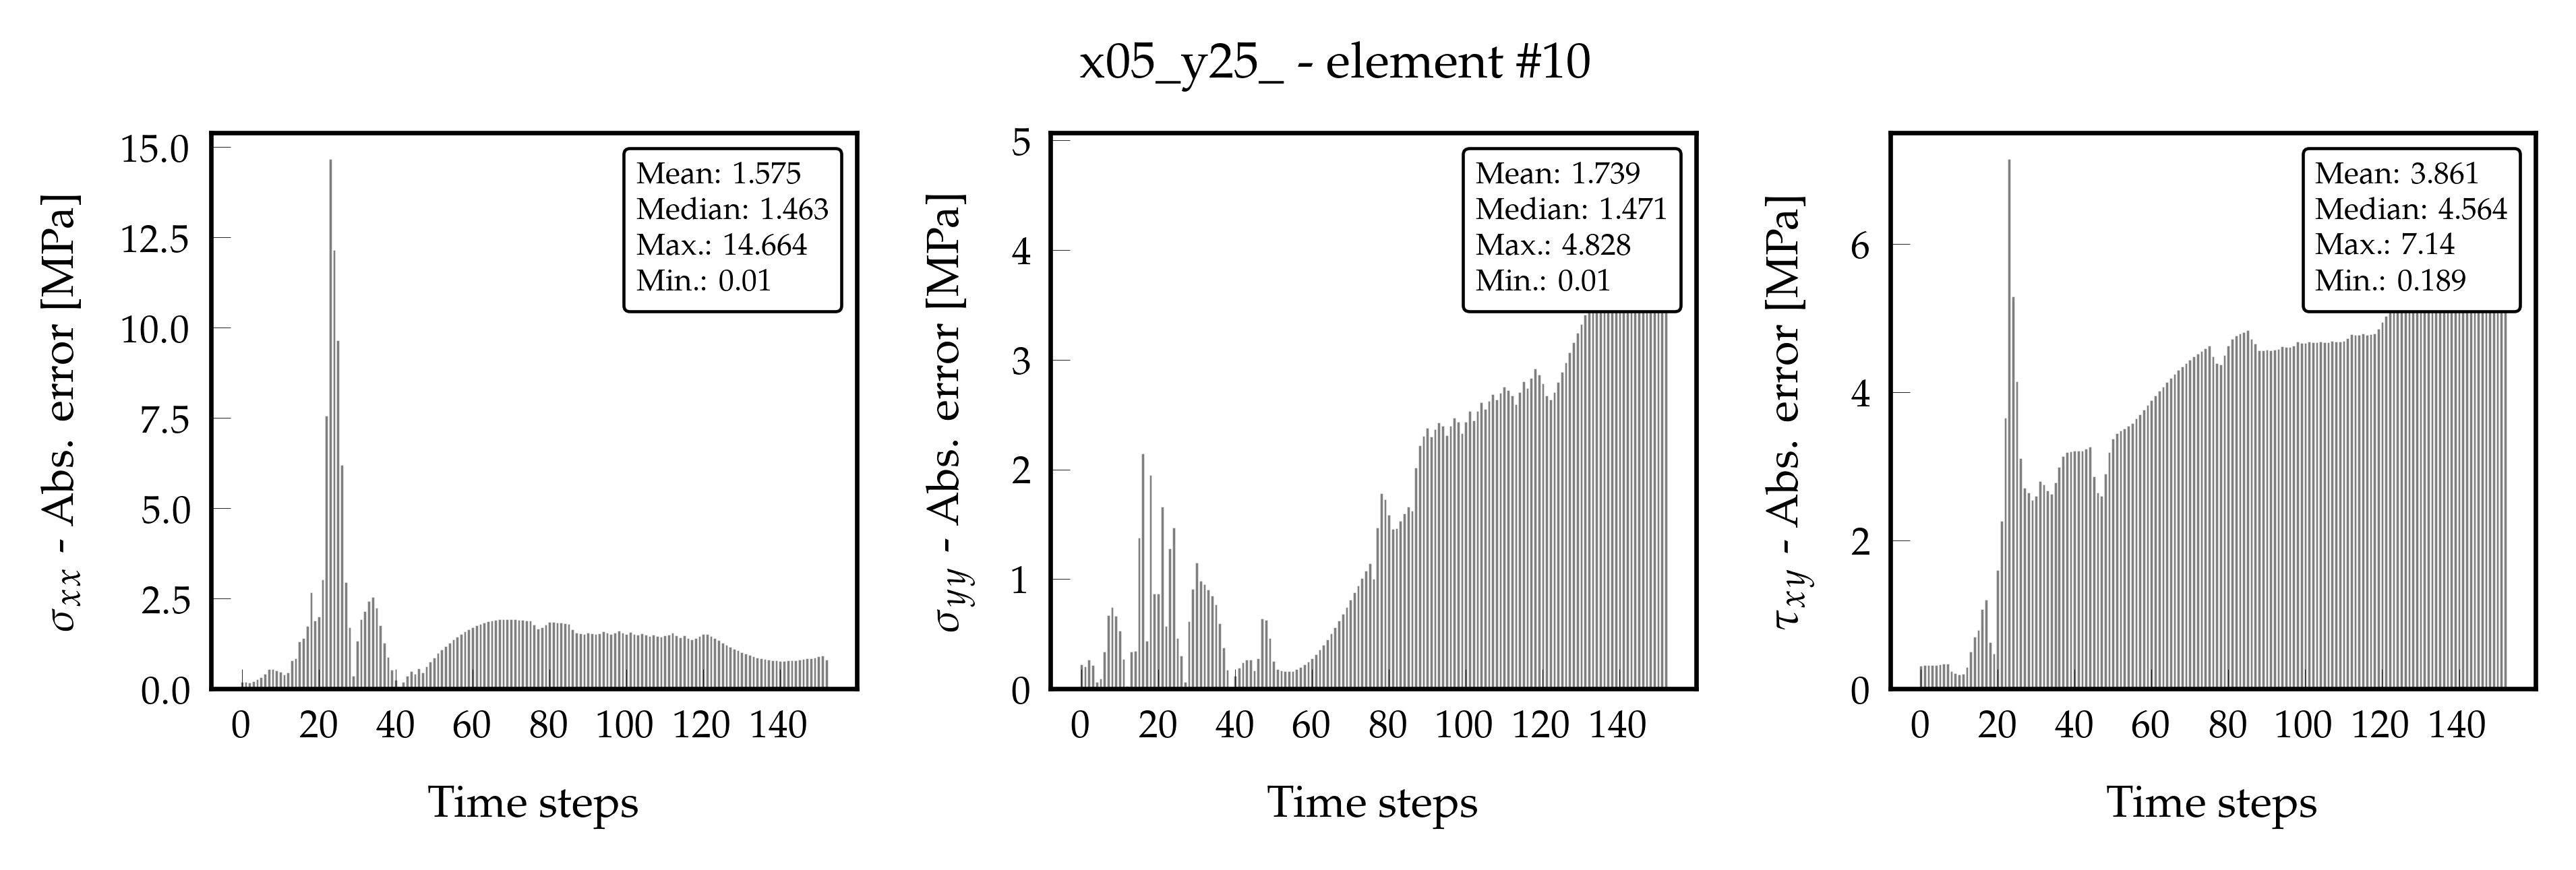 x05_y25_ - element #10
σxx - Abs. error [MPa]
15.0
12.5
10.0
7.5
5.0
2.5
0.0
Mean: 1.575
Median: 1.463
Max.: 14.664
Min.: 0.01
0 20 40 60 80 100 120 140
Time steps
σyy - Abs. error [MPa]
5
4
3
2
1
0
Mean: 1.739
Median: 1.471
Max.: 4.828
Min.: 0.01
0 20 40 60 80 100 120 140
Time steps
τxy - Abs. error [MPa]
6
4
2
0
Mean: 3.861
Median: 4.564
Max.: 7.14
Min.: 0.189
0 20 40 60 80 100 120 140
Time steps